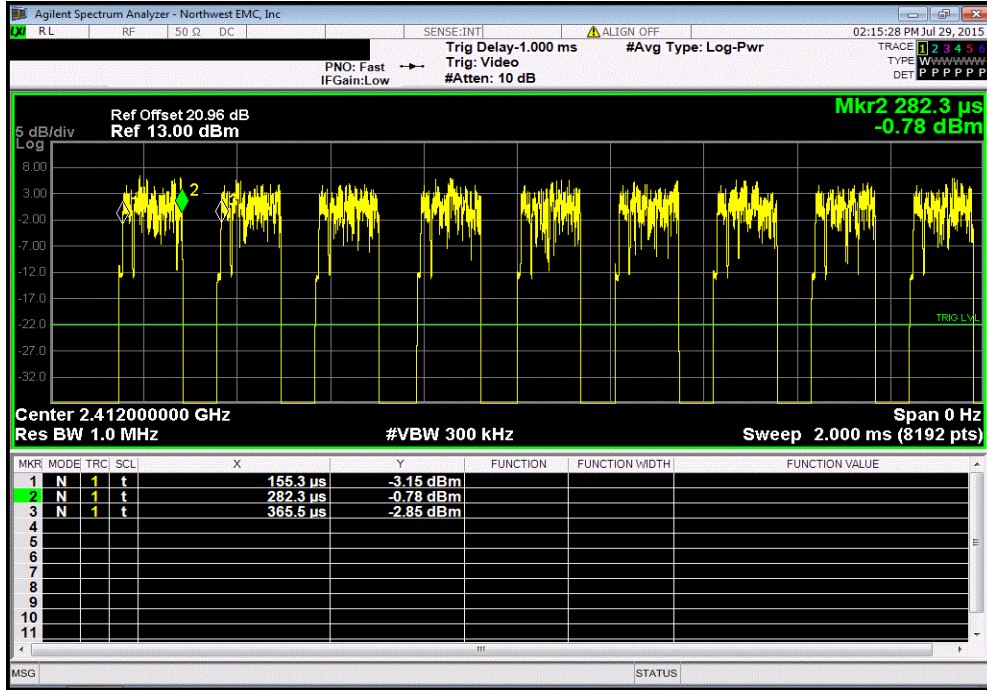 Agilent Spectrum Analyzer - Northwest EMC, Inc
LXI RL RF 50 Ω DC SENSE:INT ALIGN OFF 02:15:28 PM Jul 29, 2015
Trig Delay-1.000 ms #Avg Type: Log-Pwr TRACE 1 2 3 4 5 6
PNO: Fast Trig: Video TYPE WWWWWW
IFGain:Low #Atten: 10 dB DET P P P P P P
Mkr2 282.3 µs
-0.78 dBm
Ref Offset 20.96 dB
5 dB/div Ref 13.00 dBm
Log
8.00
3.00
-2.00
-7.00
-12.0
-17.0
-22.0
-27.0
-32.0
2
TRIG LVL
Center 2.412000000 GHz Span 0 Hz
Res BW 1.0 MHz #VBW 300 kHz Sweep 2.000 ms (8192 pts)
MKR MODE TRC SCL X Y FUNCTION FUNCTION WIDTH FUNCTION VALUE
1 N 1 t 155.3 µs -3.15 dBm
2 N 1 t 282.3 µs -0.78 dBm
3 N 1 t 365.5 µs -2.85 dBm
4
5
6
7
8
9
10
11
MSG STATUS